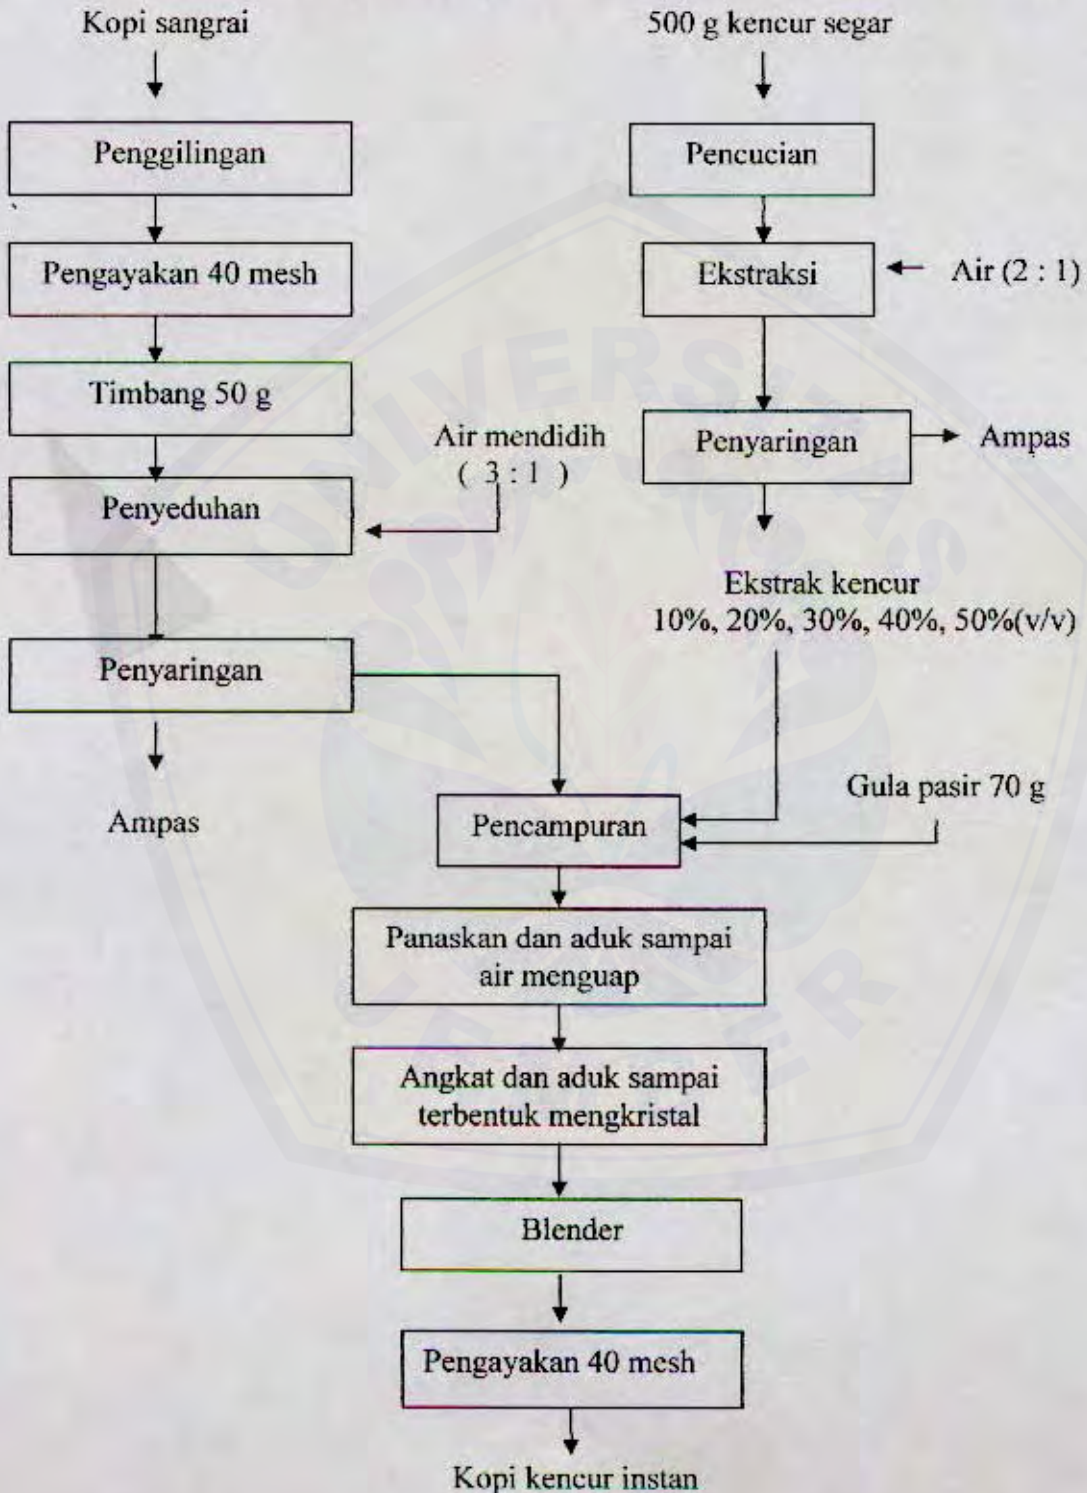 Kopi sangrai
Penggilingan
Pengayakan 40 mesh
Timbang 50 g
Air mendidih
( 3 : 1 )
Penyeduhan
Penyaringan
Ampas
500 g kencur segar
Pencucian
Ekstraksi
Air (2 : 1)
Penyaringan
Ampas
Ekstrak kencur
10%, 20%, 30%, 40%, 50%(v/v)
Gula pasir 70 g
Pencampuran
Panaskan dan aduk sampai
air menguap
Angkat dan aduk sampai
terbentuk mengkristal
Blender
Pengayakan 40 mesh
Kopi kencur instan
UNIVERSITAS
JEMBER